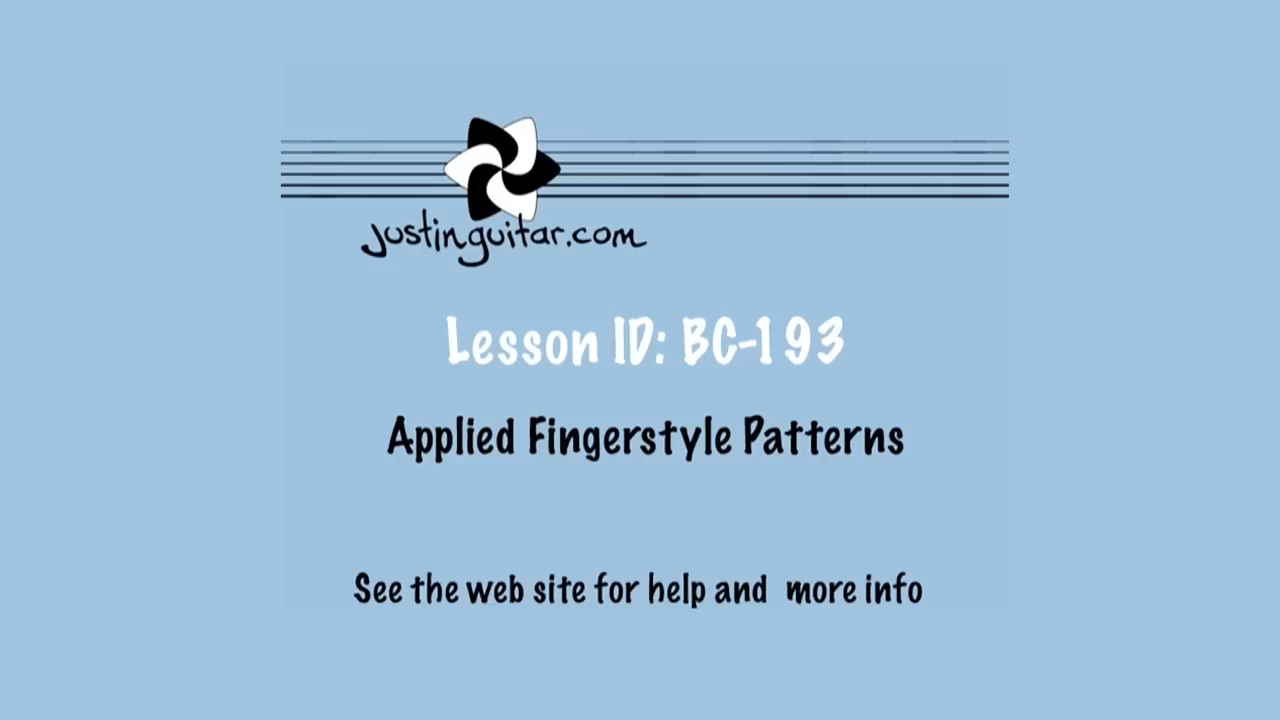 justinguitar.com
Lesson ID: BC-193
Applied Fingerstyle Patterns
See the web site for help and more info